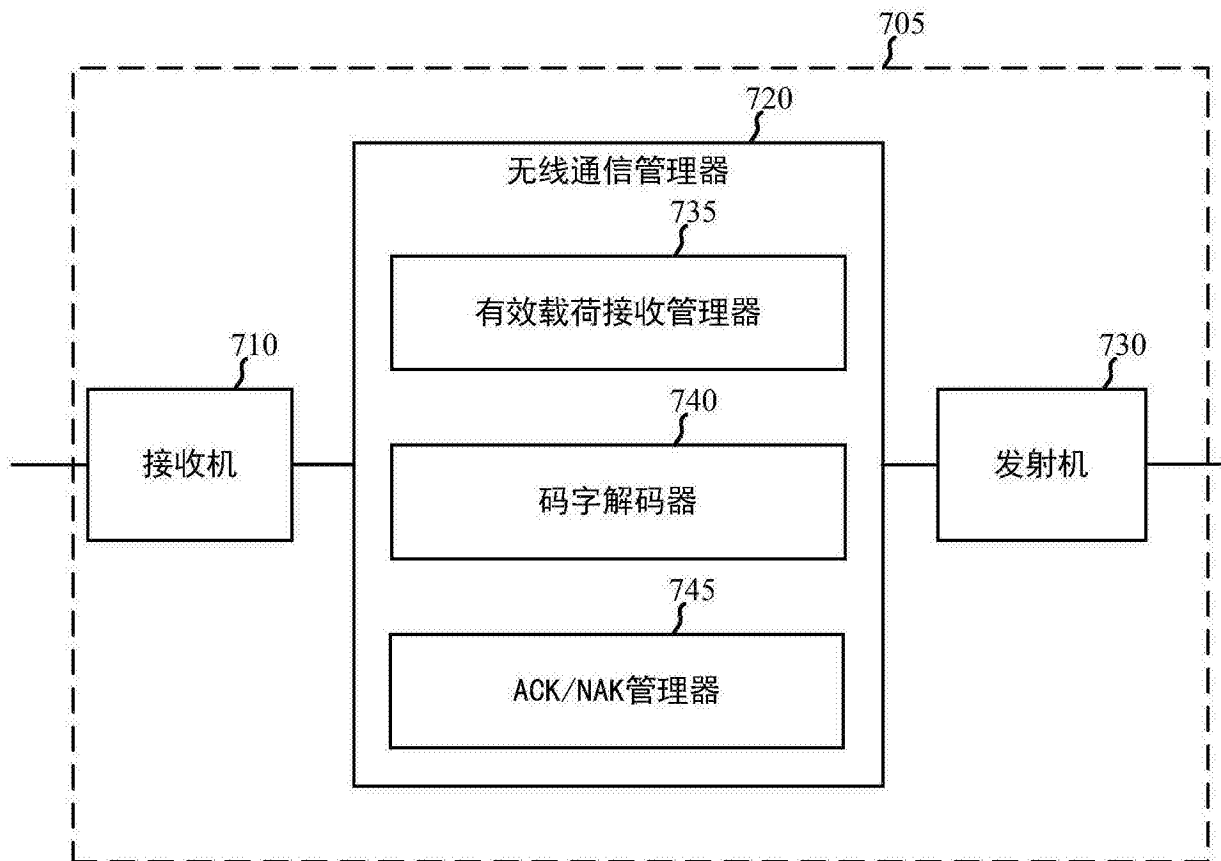 705
720
无线通信管理器
735
有效载荷接收管理器
710
接收机
740
码字解码器
730
发射机
745
ACK/NAK管理器